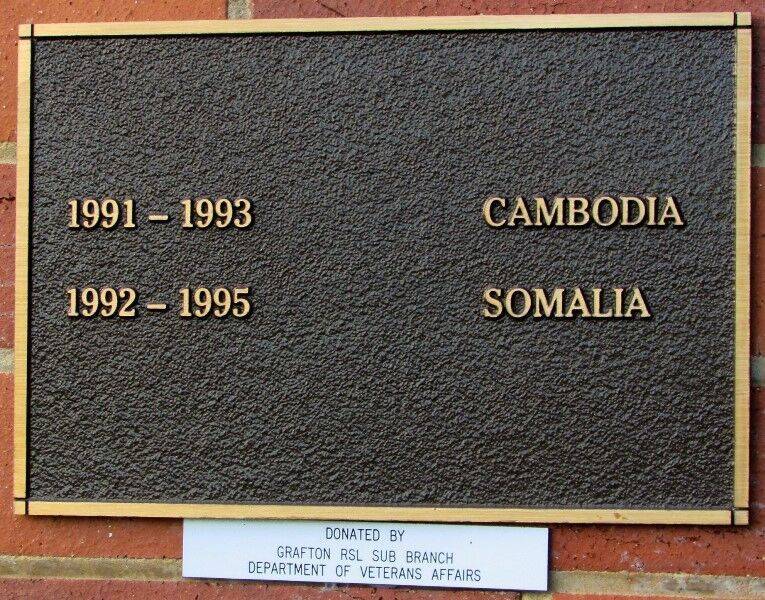 1991 – 1993 CAMBODIA
1992 – 1995 SOMALIA
DONATED BY
GRAFTON RSL SUB BRANCH
DEPARTMENT OF VETERANS AFFAIRS